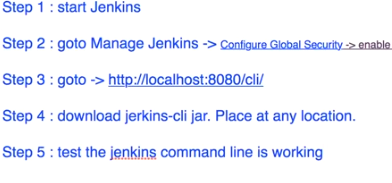 Step 1 : start Jenkins
Step 2 : goto Manage Jenkins -> Configure Global Security -> enable
Step 3 : goto -> http://localhost:8080/cli/
Step 4 : download jerkins-cli jar. Place at any location.
Step 5 : test the jenkins command line is working